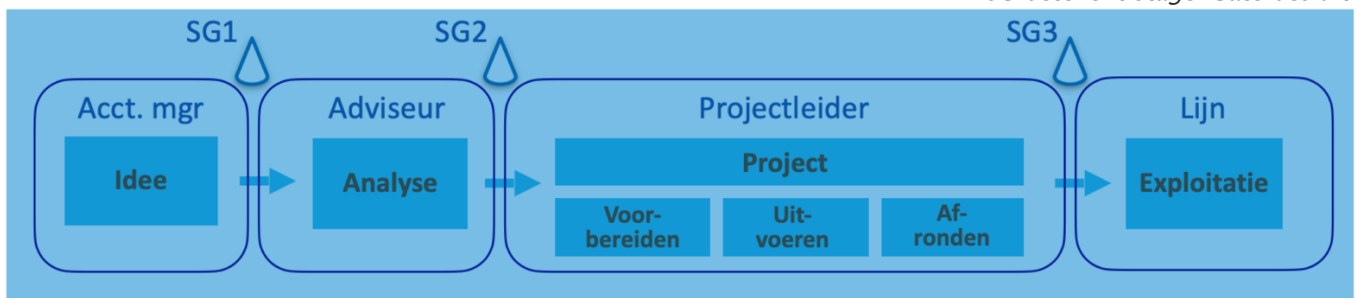 SG1
SG2
SG3
Acct. mgr
Adviseur
Projectleider
Lijn
Idee
Analyse
Project
Exploitatie
Voor-
bereiden
Uit-
voeren
Af-
ronden